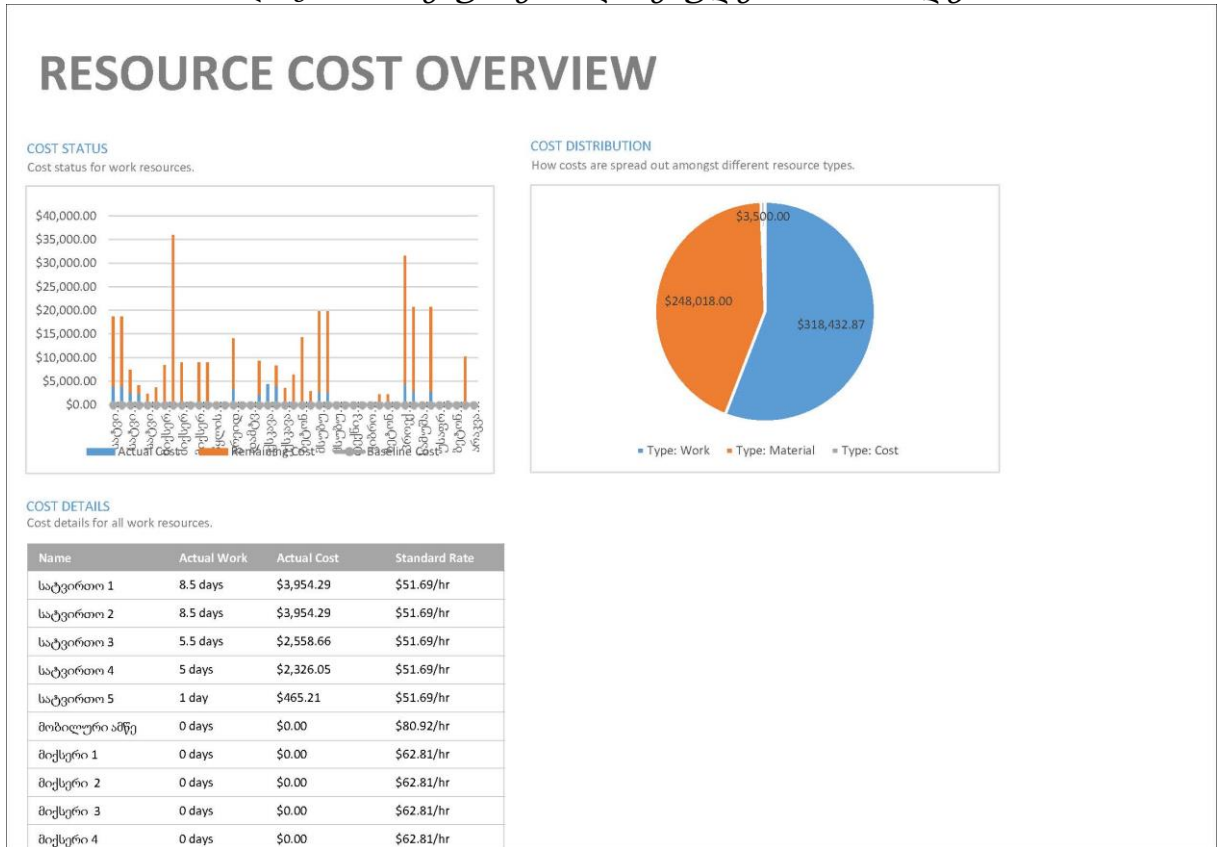 RESOURCE COST OVERVIEW
COST STATUS
Cost status for work resources.
$40,000.00
$35,000.00
$30,000.00
$25,000.00
$20,000.00
$15,000.00
$10,000.00
$5,000.00
$0.00
სატვი…
სატვი…
სატვი…
მიქსერ…
მიქსერ…
მიქსერ…
Actual Cost
Remaining Cost
Baseline Cost
COST DISTRIBUTION
How costs are spread out amongst different resource types.
$3,500.00
$248,018.00
$318,432.87
Type: Work
Type: Material
Type: Cost
COST DETAILS
Cost details for all work resources.
Name Actual Work Actual Cost Standard Rate
სატვირთო 1 8.5 days $3,954.29 $51.69/hr
სატვირთო 2 8.5 days $3,954.29 $51.69/hr
სატვირთო 3 5.5 days $2,558.66 $51.69/hr
სატვირთო 4 5 days $2,326.05 $51.69/hr
სატვირთო 5 1 day $465.21 $51.69/hr
მობილური ამწე 0 days $0.00 $80.92/hr
მიქსერი 1 0 days $0.00 $62.81/hr
მიქსერი 2 0 days $0.00 $62.81/hr
მიქსერი 3 0 days $0.00 $62.81/hr
მიქსერი 4 0 days $0.00 $62.81/hr